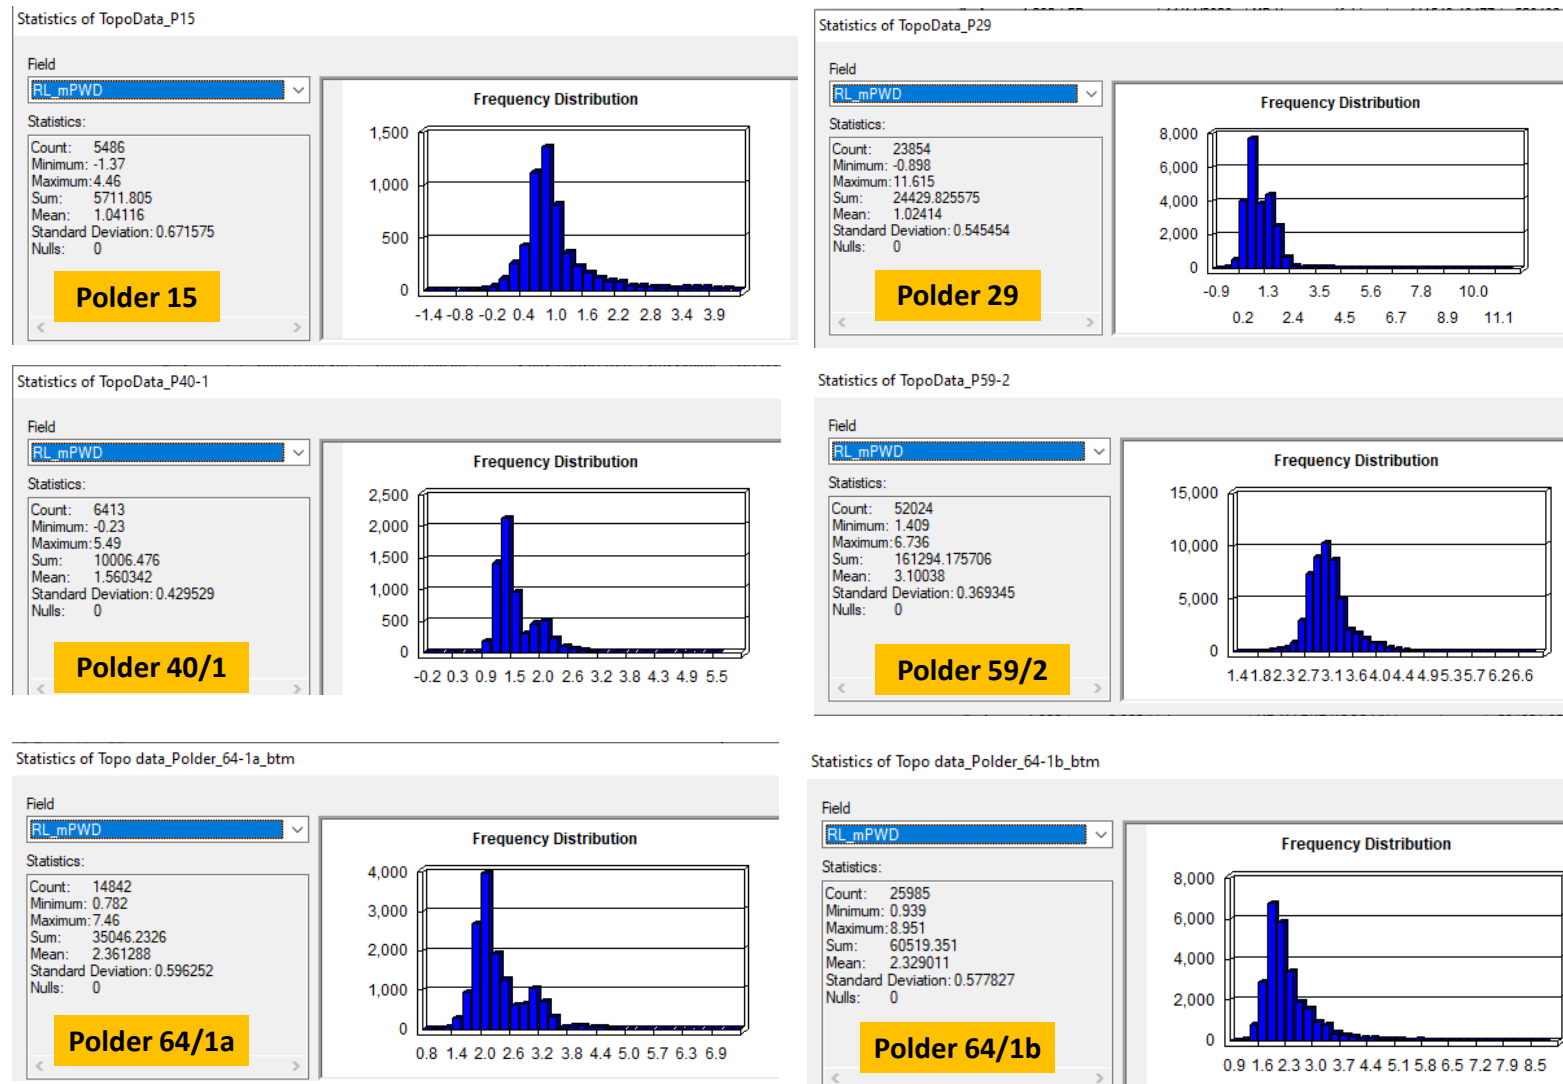 Statistics of TopoData_P15
Field
RL_mPWD
Statistics:
Count: 5486
Minimum: -1.37
Maximum: 4.46
Sum: 5711.805
Mean: 1.04116
Standard Deviation: 0.671575
Nulls: 0
Polder 15
Frequency Distribution
1,500
1,000
500
0
-1.4 -0.8 -0.2 0.4 1.0 1.6 2.2 2.8 3.4 3.9
Statistics of TopoData_P29
Field
RL_mPWD
Statistics:
Count: 23854
Minimum: -0.898
Maximum: 11.615
Sum: 24429.825575
Mean: 1.02414
Standard Deviation: 0.545454
Nulls: 0
Polder 29
Frequency Distribution
8,000
6,000
4,000
2,000
0
-0.9 1.3 3.5 5.6 7.8 10.0
0.2 2.4 4.5 6.7 8.9 11.1
Statistics of TopoData_P40-1
Field
RL_mPWD
Statistics:
Count: 6413
Minimum: -0.23
Maximum: 5.49
Sum: 10006.476
Mean: 1.560342
Standard Deviation: 0.429529
Nulls: 0
Polder 40/1
Frequency Distribution
2,500
2,000
1,500
1,000
500
0
-0.2 0.3 0.9 1.5 2.0 2.6 3.2 3.8 4.3 4.9 5.5
Statistics of TopoData_P59-2
Field
RL_mPWD
Statistics:
Count: 52024
Minimum: 1.409
Maximum: 6.736
Sum: 161294.175706
Mean: 3.10038
Standard Deviation: 0.369345
Nulls: 0
Polder 59/2
Frequency Distribution
15,000
10,000
5,000
0
1.4 1.8 2.3 2.7 3.1 3.6 4.0 4.4 4.9 5.3 5.7 6.2 6.6
Statistics of Topo data_Polder_64-1a_btm
Field
RL_mPWD
Statistics:
Count: 14842
Minimum: 0.782
Maximum: 7.46
Sum: 35046.2326
Mean: 2.361288
Standard Deviation: 0.596252
Nulls: 0
Polder 64/1a
Frequency Distribution
4,000
3,000
2,000
1,000
0
0.8 1.4 2.0 2.6 3.2 3.8 4.4 5.0 5.7 6.3 6.9
Statistics of Topo data_Polder_64-1b_btm
Field
RL_mPWD
Statistics:
Count: 25985
Minimum: 0.939
Maximum: 8.951
Sum: 60519.351
Mean: 2.329011
Standard Deviation: 0.577827
Nulls: 0
Polder 64/1b
Frequency Distribution
8,000
6,000
4,000
2,000
0
0.9 1.6 2.3 3.0 3.7 4.4 5.1 5.8 6.5 7.2 7.9 8.5